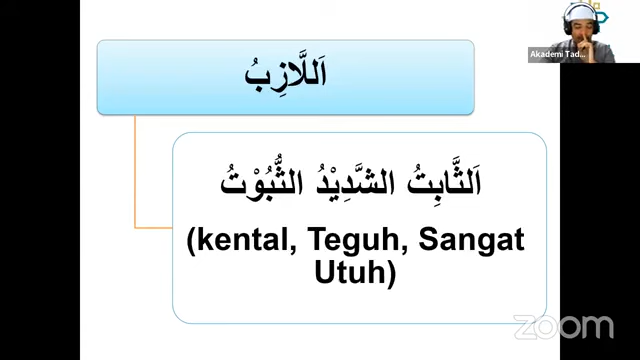 Akademi Tad...
اَللَّازِبُ
اَلثَّابِتُ الشَّدِيْدُ الثُّبُوْتُ
(kental, Teguh, Sangat
Utuh)
zoom